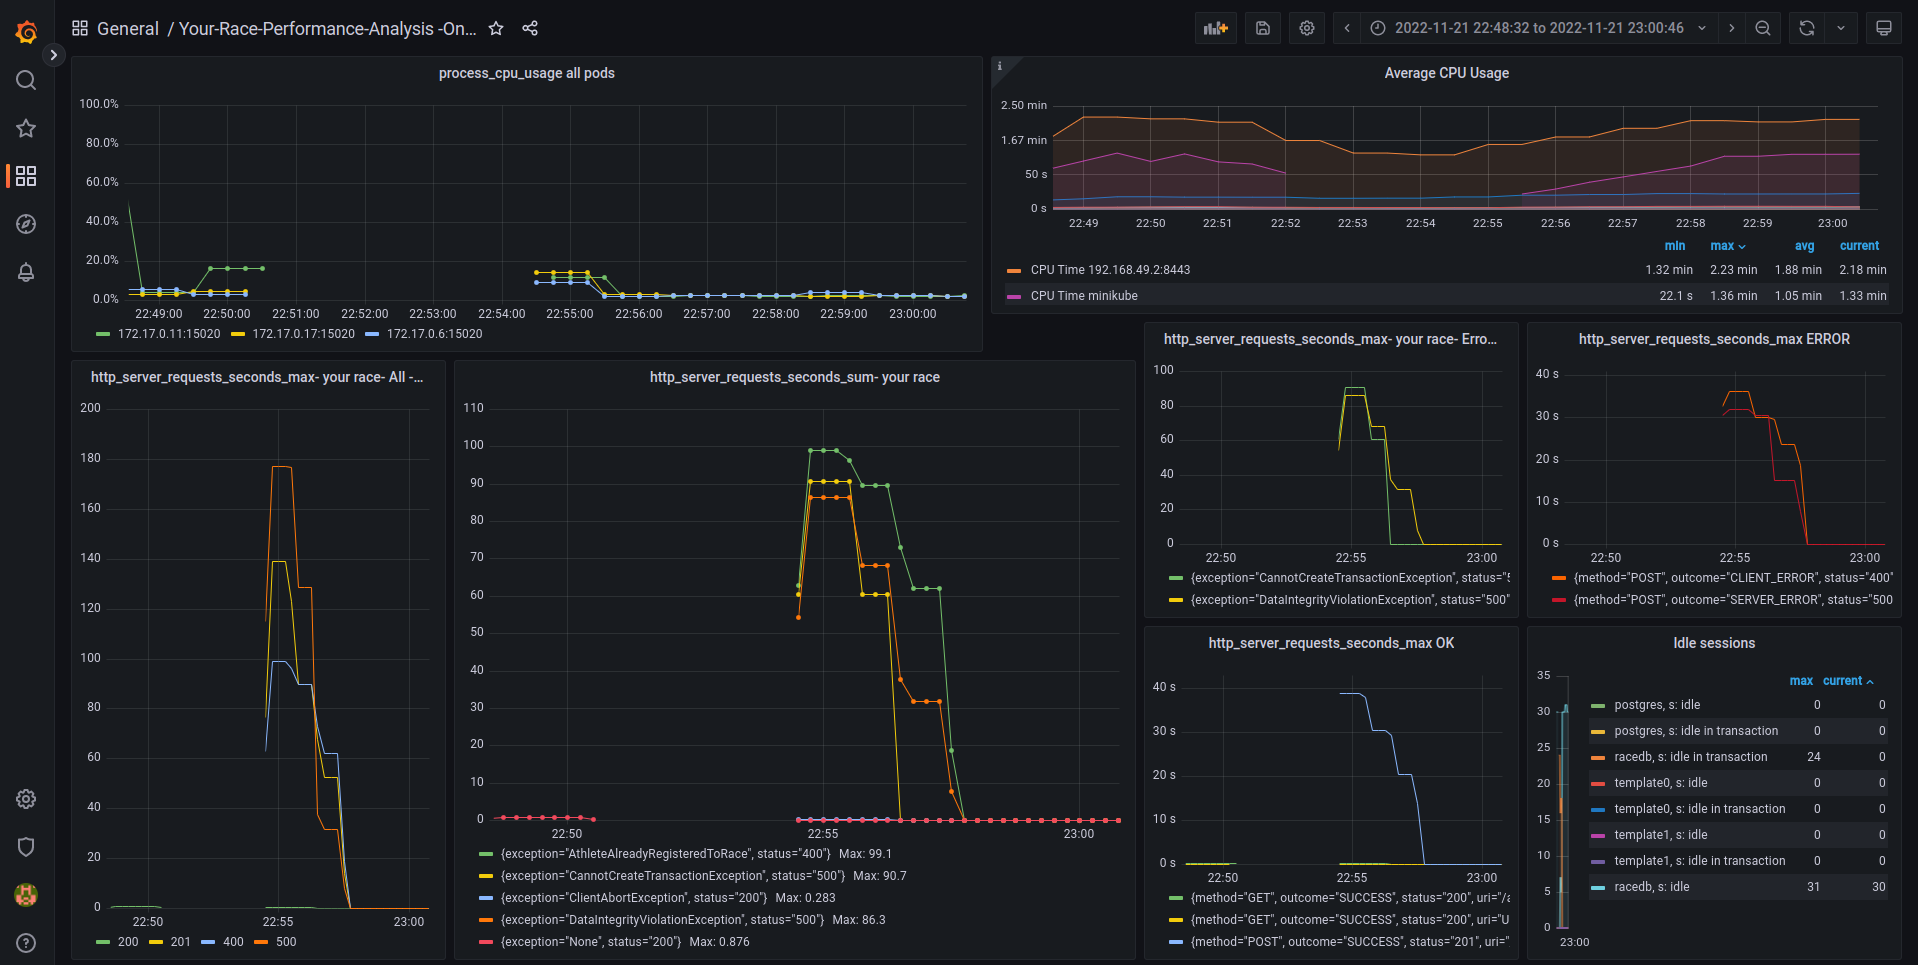 General / Your-Race-Performance-Analysis -On...
2022-11-21 22:48:32 to 2022-11-21 23:00:46
process_cpu_usage all pods
100.0%
80.0%
60.0%
40.0%
20.0%
0.0%
22:49:00 22:50:00 22:51:00 22:52:00 22:53:00 22:54:00 22:55:00 22:56:00 22:57:00 22:58:00 22:59:00 23:00:00
172.17.0.11:15020 172.17.0.17:15020 172.17.0.6:15020
i
Average CPU Usage
2.50 min
1.67 min
50 s
0 s
22:49 22:50 22:51 22:52 22:53 22:54 22:55 22:56 22:57 22:58 22:59 23:00
min max avg current
CPU Time 192.168.49.2:8443 1.32 min 2.23 min 1.88 min 2.18 min
CPU Time minikube 22.1 s 1.36 min 1.05 min 1.33 min
http_server_requests_seconds_max- your race- All -...
200
180
160
140
120
100
80
60
40
20
0
22:50 22:55 23:00
200 201 400 500
http_server_requests_seconds_sum- your race
110
100
90
80
70
60
50
40
30
20
10
0
22:50 22:55 23:00
{exception="AthleteAlreadyRegisteredToRace", status="400"} Max: 99.1
{exception="CannotCreateTransactionException", status="500"} Max: 90.7
{exception="ClientAbortException", status="200"} Max: 0.283
{exception="DataIntegrityViolationException", status="500"} Max: 86.3
{exception="None", status="200"} Max: 0.876
http_server_requests_seconds_max- your race- Erro...
100
80
60
40
20
0
22:50 22:55 23:00
{exception="CannotCreateTransactionException", status="5
{exception="DataIntegrityViolationException", status="500"
http_server_requests_seconds_max ERROR
40 s
30 s
20 s
10 s
0 s
22:50 22:55 23:00
{method="POST", outcome="CLIENT_ERROR", status="400"
{method="POST", outcome="SERVER_ERROR", status="500
http_server_requests_seconds_max OK
40 s
30 s
20 s
10 s
0 s
22:50 22:55 23:00
{method="GET", outcome="SUCCESS", status="200", uri="/a
{method="GET", outcome="SUCCESS", status="200", uri="U
{method="POST", outcome="SUCCESS", status="201", uri="
Idle sessions
35
30
25
20
15
10
5
0
23:00
max current
postgres, s: idle 0 0
postgres, s: idle in transaction 0 0
racedb, s: idle in transaction 24 0
template0, s: idle 0 0
template0, s: idle in transaction 0 0
template1, s: idle 0 0
template1, s: idle in transaction 0 0
racedb, s: idle 31 30